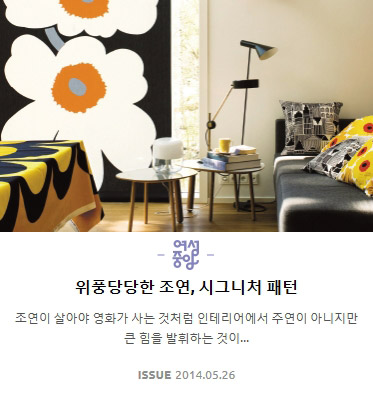 여성
중앙
위풍당당한 조연, 시그니처 패턴
조연이 살아야 영화가 사는 것처럼 인테리어에서 주연이 아니지만
큰 힘을 발휘하는 것이...
ISSUE 2014.05.26